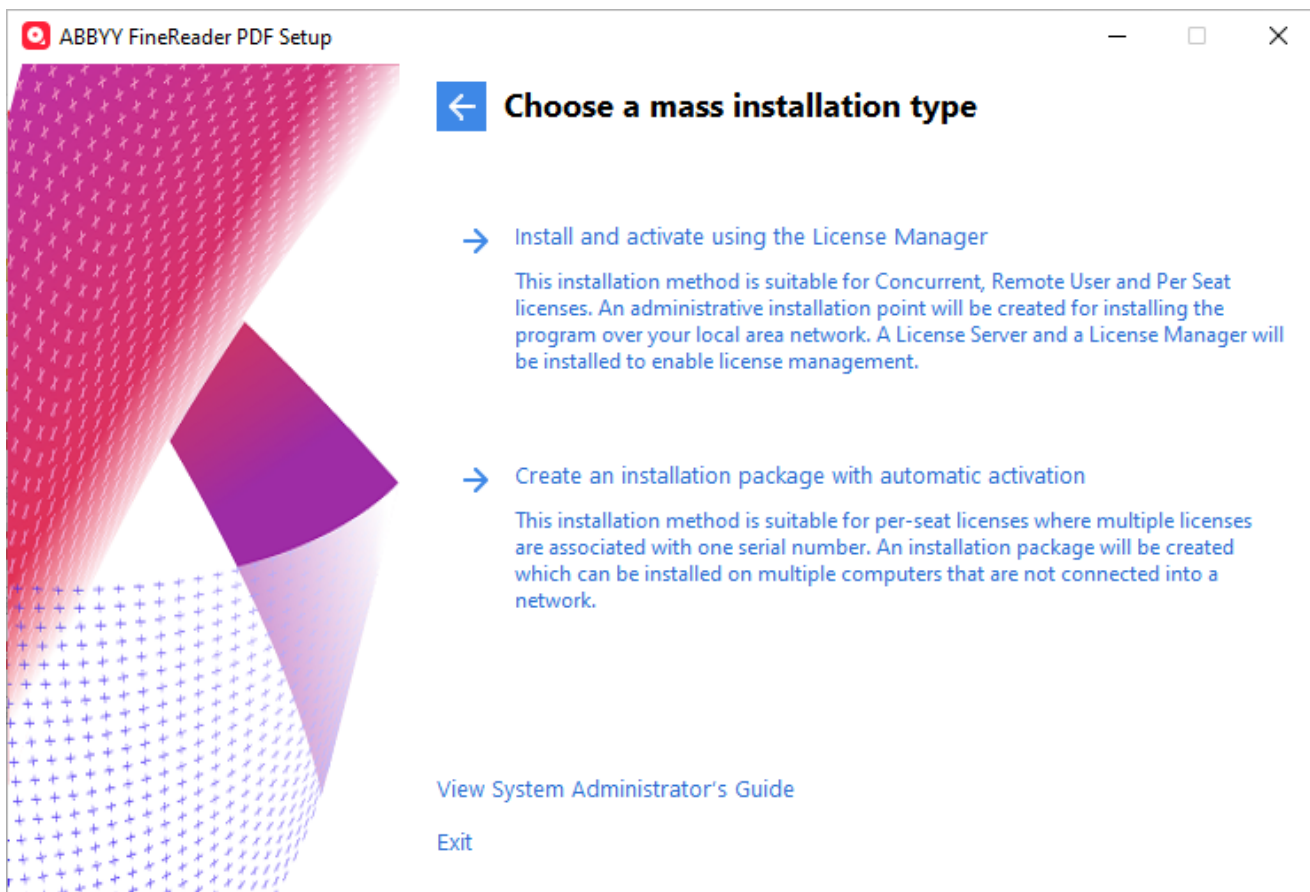 ABBYY FineReader PDF Setup
Choose a mass installation type
Install and activate using the License Manager
This installation method is suitable for Concurrent, Remote User and Per Seat
licenses. An administrative installation point will be created for installing the
program over your local area network. A License Server and a License Manager will
be installed to enable license management.
Create an installation package with automatic activation
This installation method is suitable for per-seat licenses where multiple licenses
are associated with one serial number. An installation package will be created
which can be installed on multiple computers that are not connected into a
network.
View System Administrator's Guide
Exit